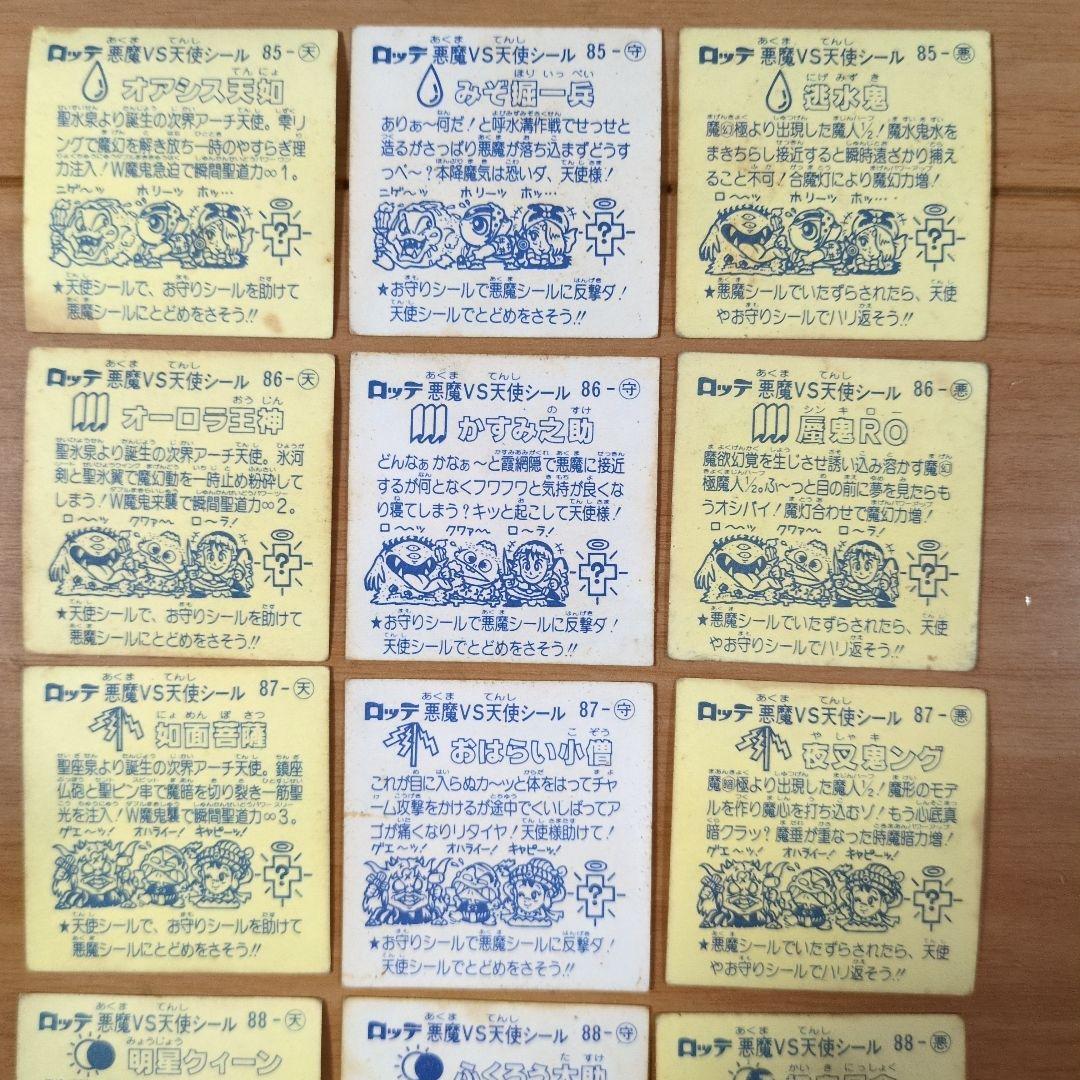 ロッテ 悪魔VS天使シール 85-天
オアシス天如
聖水泉より誕生の次界アーチ天使。雫リ
ングで魔幻を解き放ち一時のやすらぎ理
力注入！W魔鬼急迫で瞬間聖道力∞1。
ニゲ〜ッ ホリーッ ホッ…
★天使シールで、お守りシールを助けて
悪魔シールにとどめをさそう!!
ロッテ 悪魔VS天使シール 85-守
みぞ掘一兵
ありぁ〜何だ！と呼水溝作戦でせっせと
造るがさっぱり悪魔が落ち込まずどうす
っべ〜？本降魔気は恐いダ、天使様！
ニゲ〜ッ ホリーッ ホッ…
★お守りシールで悪魔シールに反撃ダ！
天使シールでとどめをさそう!!
ロッテ 悪魔VS天使シール 85-悪
逃水鬼
魔幻極より出現した魔人½！魔水鬼水を
まきちらし接近すると瞬時遠ざかり捕え
ること不可！合魔灯により魔幻力増！
ロ〜ッ ホリーッ ホッ…
★悪魔シールでいたずらされたら、天使
やお守りシールでハリ返そう!!
ロッテ 悪魔VS天使シール 86-天
オーロラ王神
聖氷泉より誕生の次界アーチ天使。氷河
剣と聖氷翼で魔幻動を一時止め粉砕して
しまう！W魔鬼来襲で瞬間聖道力∞2。
ロ〜ッ クワァ〜 ロ〜ラ！
★天使シールで、お守りシールを助けて
悪魔シールにとどめをさそう!!
ロッテ 悪魔VS天使シール 86-守
かすみ之助
どんなぁ かなぁ〜と霞網隠で悪魔に接近
するが何となくフワフワと気持が良くな
り寝てしまう？キッと起こして天使様！
ロ〜ッ クワァ〜 ロ〜ラ！
★お守りシールで悪魔シールに反撃ダ！
天使シールでとどめをさそう!!
ロッテ 悪魔VS天使シール 86-悪
蜃鬼RO
魔欲幻覚を生じさせ誘い込み溶かす魔幻
極魔人½。ふ〜っと目の前に夢を見たらも
うオシバイ！魔灯合わせで魔幻力増！
ロ〜ッ クワァ〜 ロ〜ラ！
★悪魔シールでいたずらされたら、天使
やお守りシールでハリ返そう!!
ロッテ 悪魔VS天使シール 87-天
如面菩薩
聖座泉より誕生の次界アーチ天使。鎮座
仏砲と聖ピン串で魔暗を切り裂き一筋聖
光を注入！W魔鬼襲で瞬間聖道力∞3。
ゲエ〜ッ！ オハライー！ キャピーッ！
★天使シールで、お守りシールを助けて
悪魔シールにとどめをさそう!!
ロッテ 悪魔VS天使シール 87-守
おはらい小僧
これが目に入らぬカ〜ッと体をはってチャ
ーム攻撃をかけるが途中でくいしばってア
ゴが痛くなりリタイヤ！天使様助けて！
ゲエ〜ッ！ オハライー！ キャピーッ！
★お守りシールで悪魔シールに反撃ダ！
天使シールでとどめをさそう!!
ロッテ 悪魔VS天使シール 87-悪
夜叉鬼ング
魔暗極より出現した魔人½！魔形のモデ
ルを作り魔心を打ち込むゾ！もう心底真
暗クラッ？魔垂が重なった時魔暗力増！
ゲエ〜ッ！ オハライー！ キャピーッ！
★悪魔シールでいたずらされたら、天使
やお守りシールでハリ返そう!!
ロッテ 悪魔VS天使シール 88-天
明星クィーン
ロッテ 悪魔VS天使シール 88-守
ふくろう太助
ロッテ 悪魔VS天使シール 88-悪